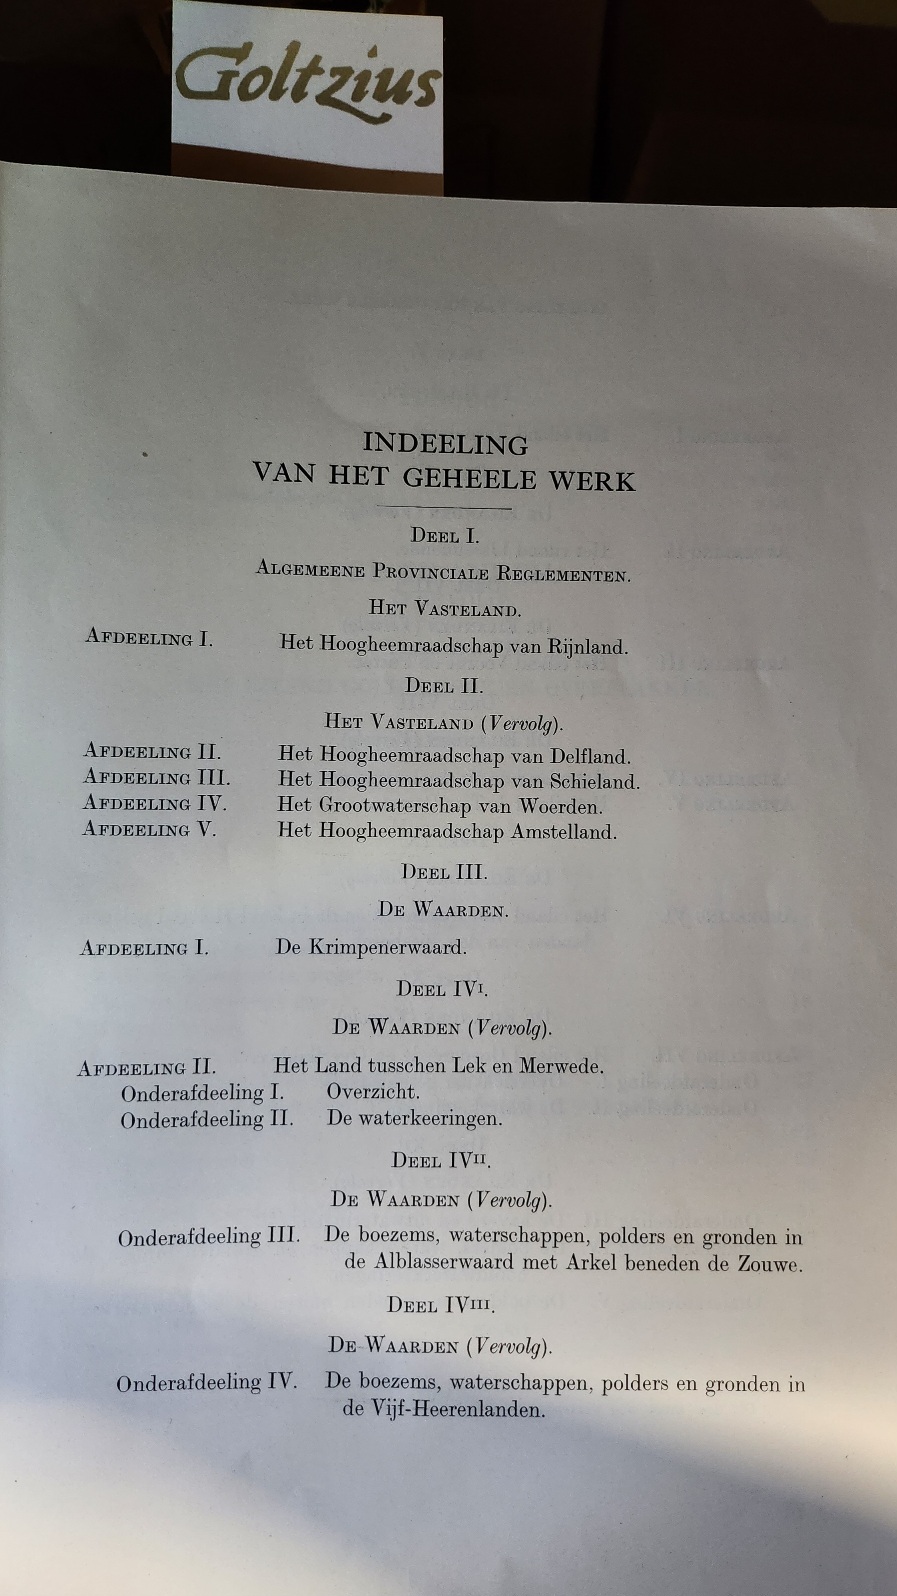 Goltzius
INDEELING
VAN HET GEHEELE WERK
DEEL I.
ALGEMEENE PROVINCIALE REGLEMENTEN.
HET VASTELAND.
AFDEELING I. Het Hoogheemraadschap van Rijnland.
DEEL II.
HET VASTELAND (Vervolg).
AFDEELING II. Het Hoogheemraadschap van Delfland.
AFDEELING III. Het Hoogheemraadschap van Schieland.
AFDEELING IV. Het Grootwaterschap van Woerden.
AFDEELING V. Het Hoogheemraadschap Amstelland.
DEEL III.
DE WAARDEN.
AFDEELING I. De Krimpenerwaard.
DEEL IVI.
DE WAARDEN (Vervolg).
AFDEELING II. Het Land tusschen Lek en Merwede.
Onderafdeeling I. Overzicht.
Onderafdeeling II. De waterkeeringen.
DEEL IVII.
DE WAARDEN (Vervolg).
Onderafdeeling III. De boezems, waterschappen, polders en gronden in
de Alblasserwaard met Arkel beneden de Zouwe.
DEEL IVIII.
DE WAARDEN (Vervolg).
Onderafdeeling IV. De boezems, waterschappen, polders en gronden in
de Vijf-Heerenlanden.